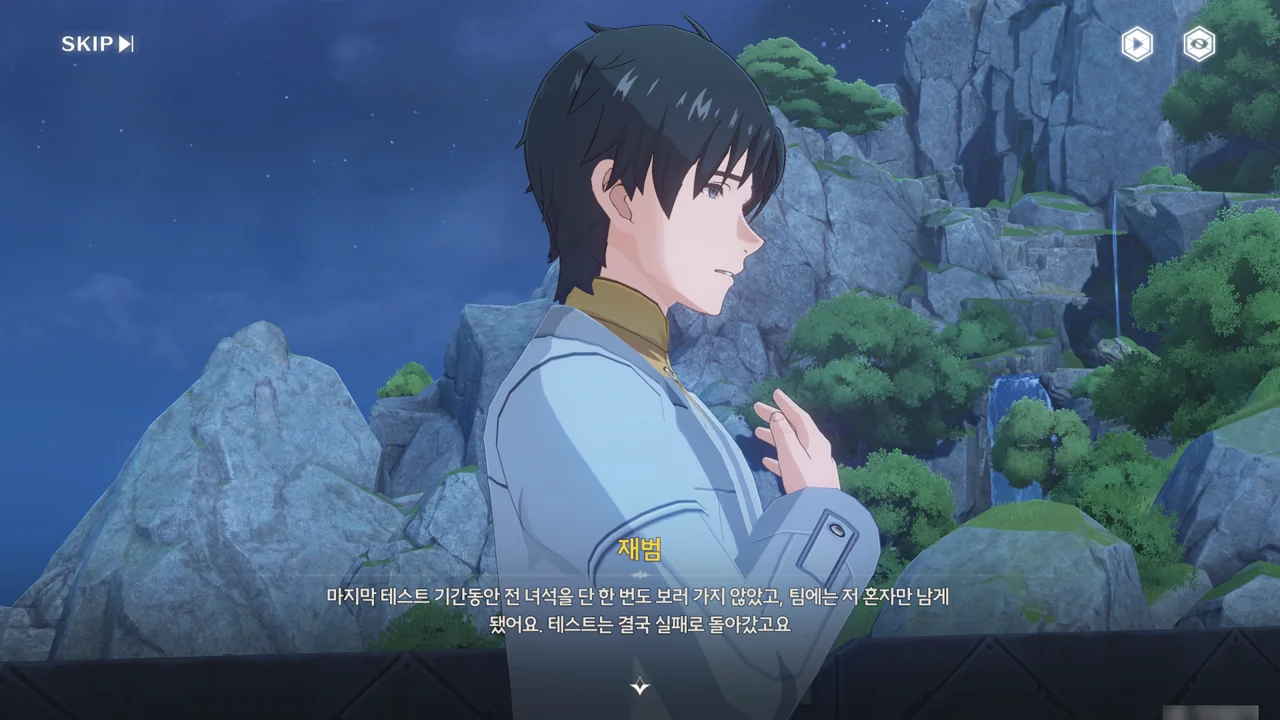 SKIP
재범
마지막 테스트 기간동안 전 녀석을 단 한 번도 보러 가지 않았고, 팀에는 저 혼자만 남게
됐어요. 테스트는 결국 실패로 돌아갔고요